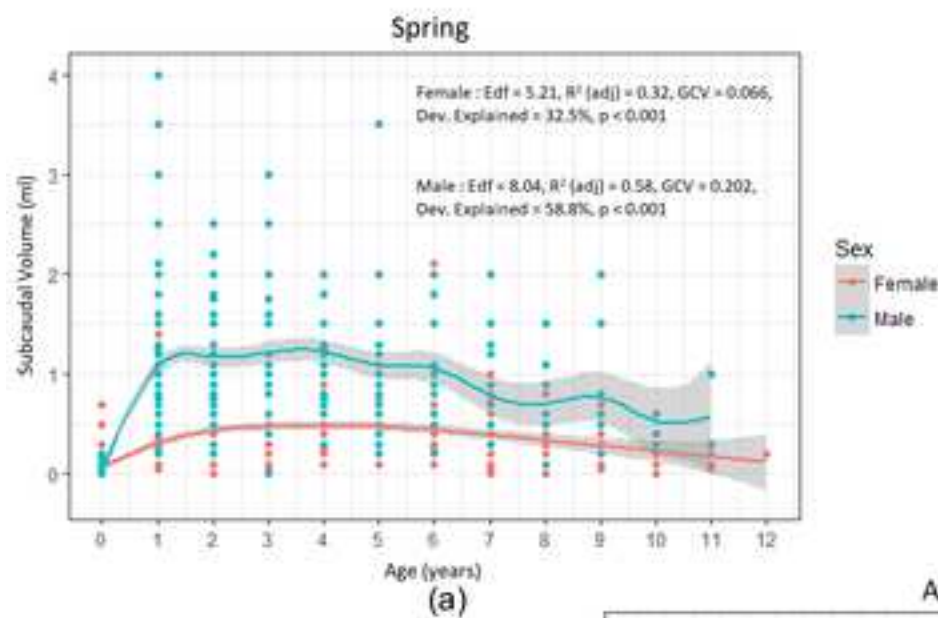 Spring
Female : Edf = 5.21, R² (adj) = 0.32, GCV = 0.066,
Dev. Explained = 32.5%, p < 0.001
Male : Edf = 8.04, R² (adj) = 0.58, GCV = 0.202,
Dev. Explained = 58.8%, p < 0.001
Subcaudal Volume (ml)
4
3
2
1
0
Sex
Female
Male
0 1 2 3 4 5 6 7 8 9 10 11 12
Age (years)
(a)
A